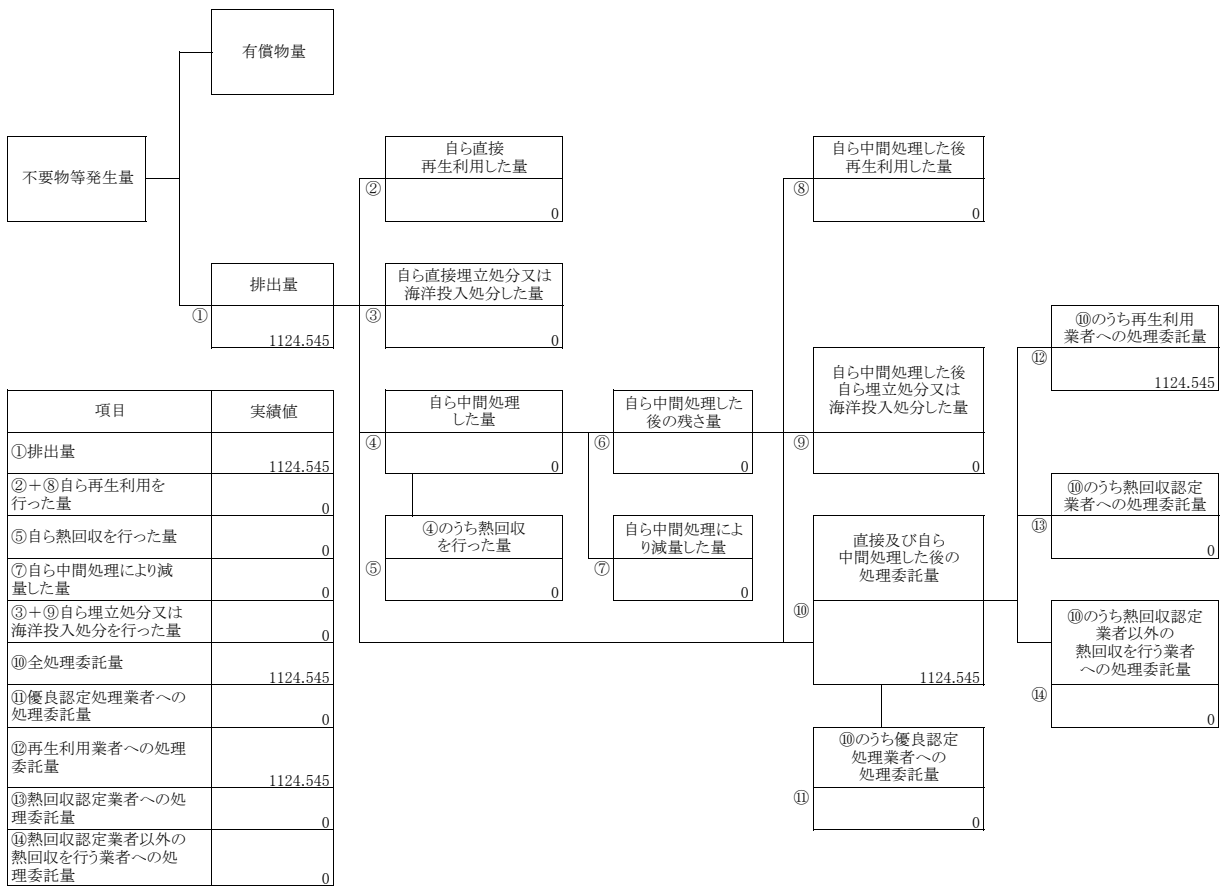 有償物量
不要物等発生量
自ら直接
再生利用した量
②
0
自ら中間処理した後
再生利用した量
⑧
0
排出量
①
1124.545
自ら直接埋立処分又は
海洋投入処分した量
③
0
⑩のうち再生利用
業者への処理委託量
⑫
1124.545
自ら中間処理
した量
④
0
自ら中間処理した
後の残さ量
⑥
0
自ら中間処理した後
自ら埋立処分又は
海洋投入処分した量
⑨
0
⑩のうち熱回収認定
業者への処理委託量
⑬
0
④のうち熱回収
を行った量
⑤
0
自ら中間処理によ
り減量した量
⑦
0
直接及び自ら
中間処理した後の
処理委託量
⑩
1124.545
⑩のうち熱回収認定
業者以外の
熱回収を行う業者
への処理委託量
⑭
0
⑩のうち優良認定
処理業者への
処理委託量
⑪
0
項目 実績値
①排出量
1124.545
②＋⑧自ら再生利用を
行った量
0
⑤自ら熱回収を行った量
0
⑦自ら中間処理により減
量した量
0
③＋⑨自ら埋立処分又は
海洋投入処分を行った量
0
⑩全処理委託量
1124.545
⑪優良認定処理業者への
処理委託量
0
⑫再生利用業者への処理
委託量
1124.545
⑬熱回収認定業者への処
理委託量
0
⑭熱回収認定業者以外の
熱回収を行う業者への処
理委託量
0